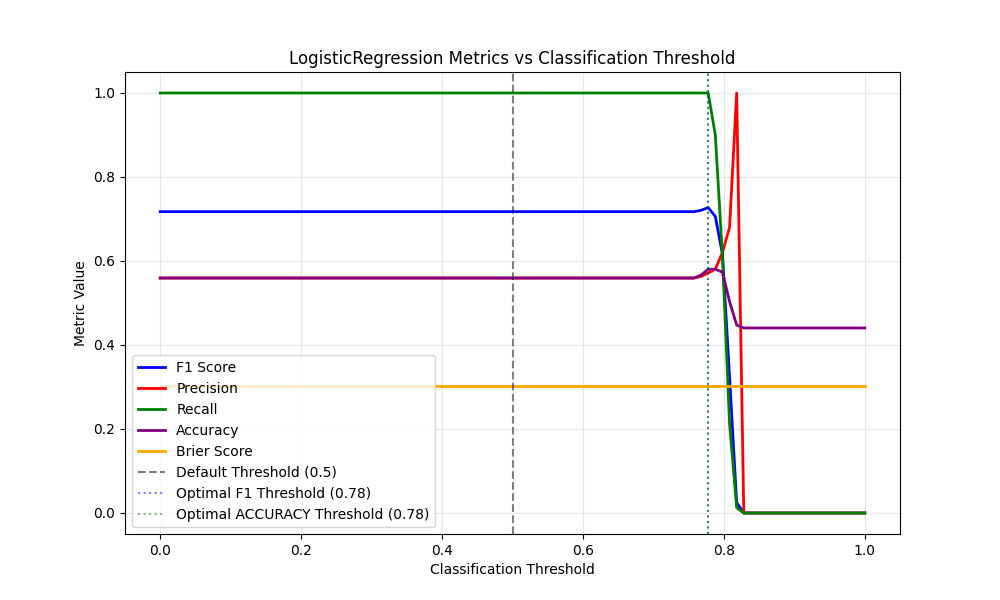 LogisticRegression Metrics vs Classification Threshold
Metric Value
1.0
0.8
0.6
0.4
0.2
0.0
F1 Score
Precision
Recall
Accuracy
Brier Score
Default Threshold (0.5)
Optimal F1 Threshold (0.78)
Optimal ACCURACY Threshold (0.78)
0.0 0.2 0.4 0.6 0.8 1.0
Classification Threshold